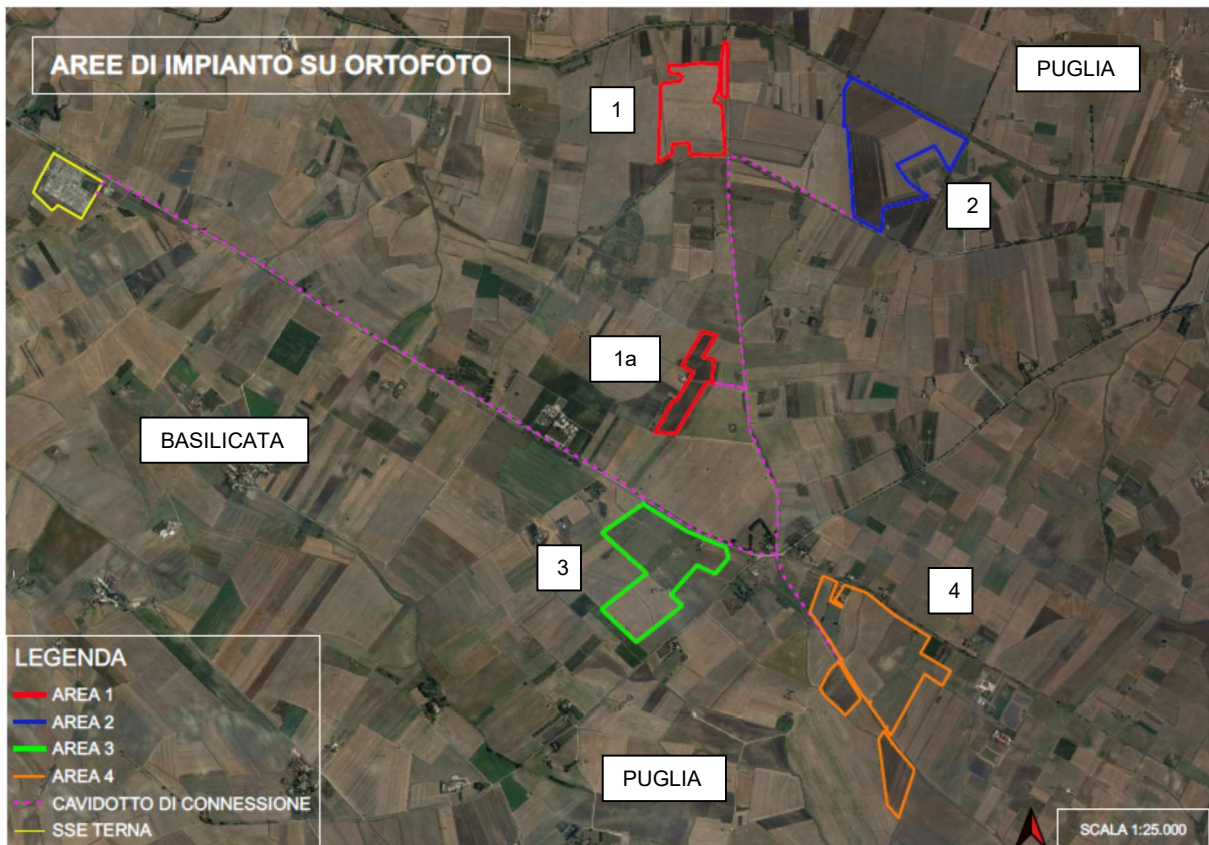 AREE DI IMPIANTO SU ORTOFOTO
PUGLIA
1
2
1a
BASILICATA
3
4
LEGENDA
AREA 1
AREA 2
AREA 3
AREA 4
CAVIDOTTO DI CONNESSIONE
SSE TERNA
PUGLIA
SCALA 1:25.000